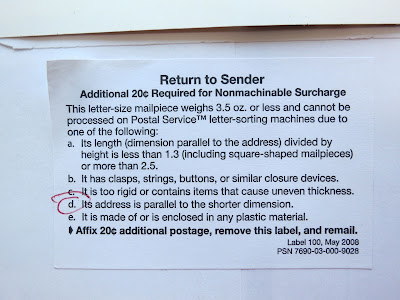 Return to Sender
Additional 20¢ Required for Nonmachinable Surcharge
This letter-size mailpiece weighs 3.5 oz. or less and cannot be
processed on Postal Service™ letter-sorting machines due to
one of the following:
a. Its length (dimension parallel to the address) divided by
height is less than 1.3 (including square-shaped mailpieces)
or more than 2.5.
b. It has clasps, strings, buttons, or similar closure devices.
c. It is too rigid or contains items that cause uneven thickness.
d. Its address is parallel to the shorter dimension.
e. It is made of or is enclosed in any plastic material.
Affix 20¢ additional postage, remove this label, and remail.
Label 100, May 2008
PSN 7690-03-000-9028